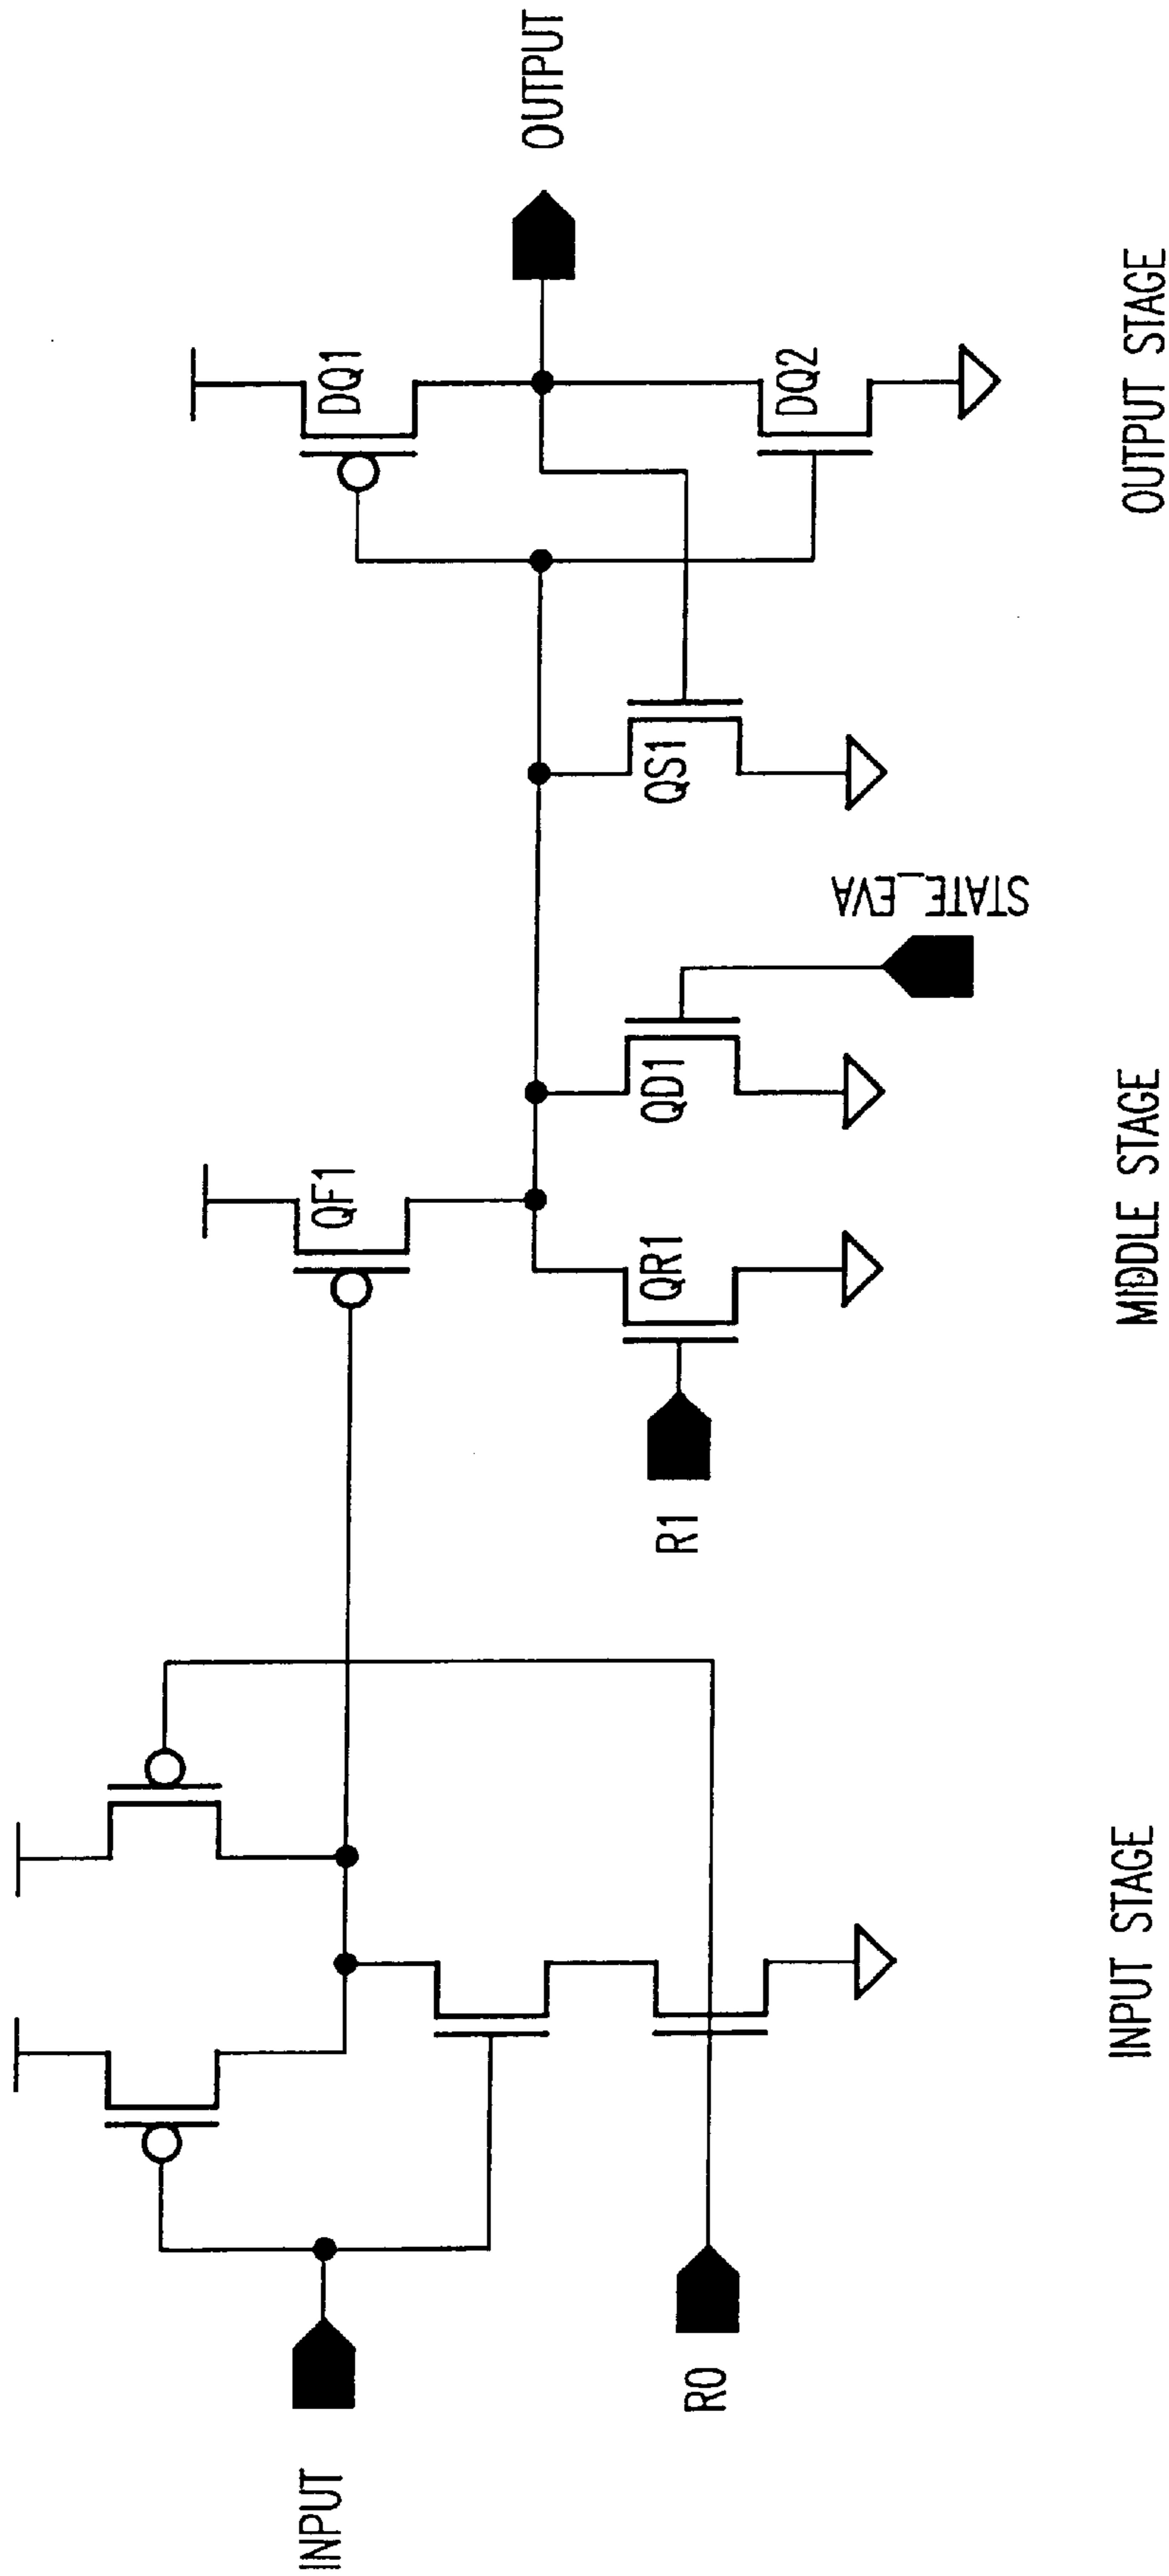 INPUT
R0
R1
QF1
QR1
QD1
STATE_EVA
QS1
DQ1
DQ2
OUTPUT
INPUT STAGE
MIDDLE STAGE
OUTPUT STAGE